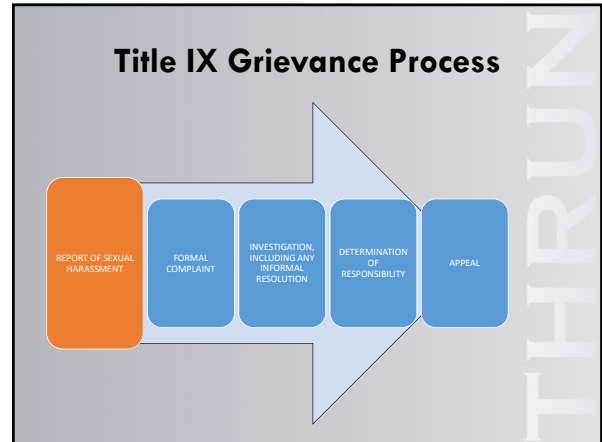 Title IX Grievance Process
REPORT OF SEXUAL
HARASSMENT
FORMAL
COMPLAINT
INVESTIGATION,
INCLUDING ANY
INFORMAL
RESOLUTION
DETERMINATION
OF
RESPONSIBILITY
APPEAL
THRUN